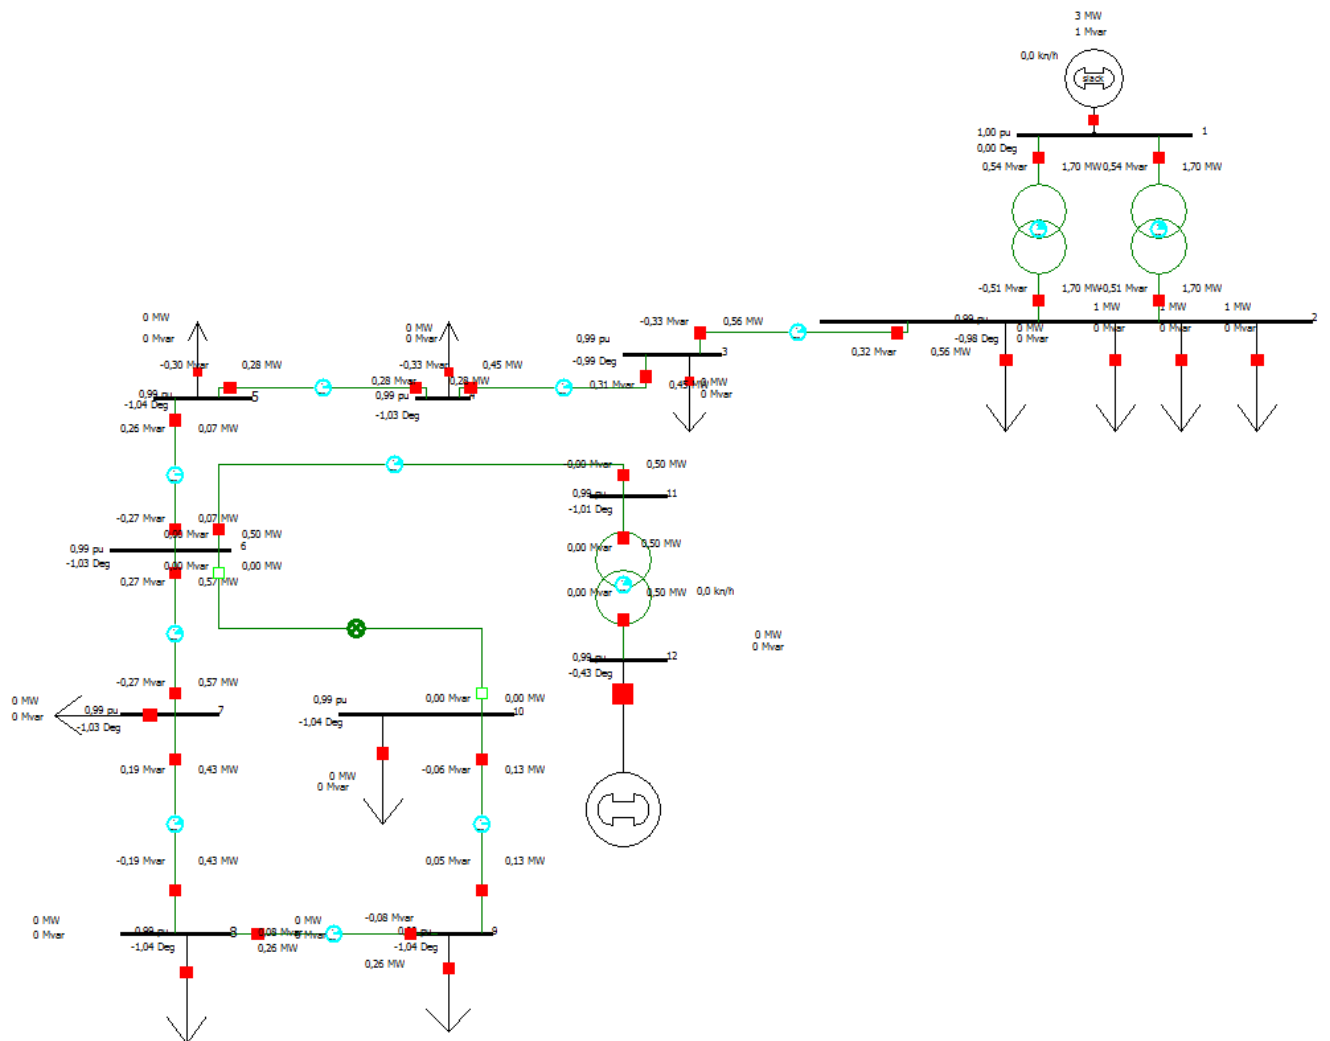 3 MW
1 Mvar
0,0 kn/h
slack
1,00 pu
1
0,00 Deg
0,54 Mvar
1,70 MW
0,54 Mvar
1,70 MW
-0,51 Mvar
1,70 MW
-0,51 Mvar
1,70 MW
0 MW
0 Mvar
0 MW
0 Mvar
-0,33 Mvar
0,56 MW
0,99 pu
-0,98 Deg
2
0 MW
0 Mvar
1 MW
0 Mvar
1 MW
0 Mvar
1 MW
0 Mvar
0,32 Mvar
0,56 MW
0,99 pu
-0,99 Deg
3
0,31 Mvar
0,45 MW
0 MW
0 Mvar
-0,30 Mvar
0,28 MW
-0,33 Mvar
0,45 MW
0,28 Mvar
0,28 MW
0,99 pu
-1,04 Deg
5
0,99 pu
-1,03 Deg
0,26 Mvar
0,07 MW
-0,00 Mvar
0,50 MW
0,99 pu
-1,01 Deg
11
-0,27 Mvar
0,07 MW
0,50 MW
0,99 pu
-1,03 Deg
6
0,00 Mvar
0,00 MW
0,27 Mvar
0,57 MW
0,00 Mvar
0,50 MW
0,00 Mvar
0,50 MW
0,0 kn/h
0 MW
0 Mvar
0,99 pu
-0,43 Deg
12
-0,27 Mvar
0,57 MW
0 MW
0 Mvar
0,99 pu
-1,03 Deg
7
0,99 pu
-1,04 Deg
0,00 Mvar
0,00 MW
10
0,19 Mvar
0,43 MW
-0,06 Mvar
0,13 MW
0 MW
0 Mvar
-0,19 Mvar
0,43 MW
0,05 Mvar
0,13 MW
0 MW
0 Mvar
0,99 pu
-1,04 Deg
8
0,08 Mvar
0,26 MW
0 MW
0 Mvar
-0,08 Mvar
-1,04 Deg
9
0,26 MW